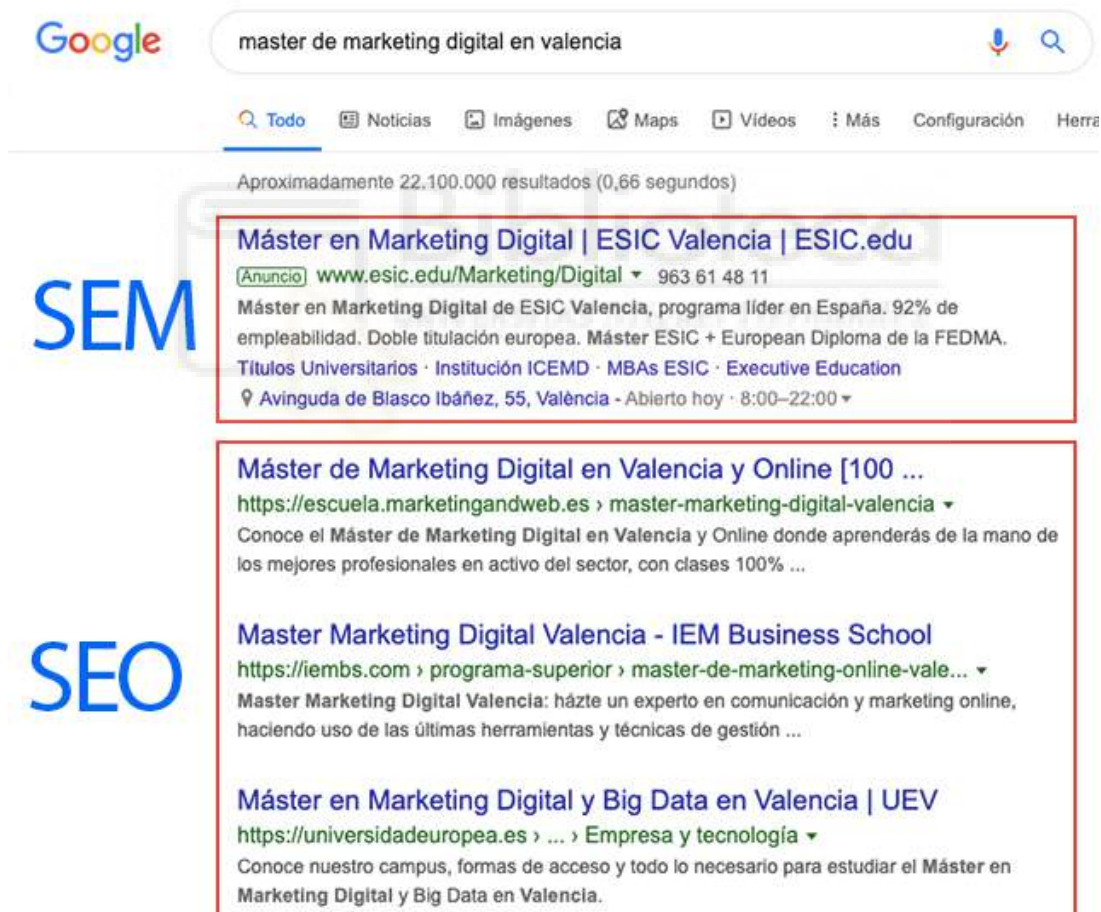 Google
master de marketing digital en valencia
Todo Noticias Imágenes Maps Vídeos Más Configuración Herra
Aproximadamente 22.100.000 resultados (0,66 segundos)
Biblioteca
SEM
Máster en Marketing Digital | ESIC Valencia | ESIC.edu
Anuncio www.esic.edu/Marketing/Digital 963 61 48 11
Máster en Marketing Digital de ESIC Valencia, programa líder en España. 92% de
empleabilidad. Doble titulación europea. Máster ESIC + European Diploma de la FEDMA.
Títulos Universitarios · Institución ICEMD · MBAs ESIC · Executive Education
Avinguda de Blasco Ibáñez, 55, València - Abierto hoy · 8:00–22:00
SEO
Máster de Marketing Digital en Valencia y Online [100 ...
https://escuela.marketingandweb.es › master-marketing-digital-valencia
Conoce el Máster de Marketing Digital en Valencia y Online donde aprenderás de la mano de
los mejores profesionales en activo del sector, con clases 100% ...
Master Marketing Digital Valencia - IEM Business School
https://iembs.com › programa-superior › master-de-marketing-online-vale...
Master Marketing Digital Valencia: házte un experto en comunicación y marketing online,
haciendo uso de las últimas herramientas y técnicas de gestión ...
Máster en Marketing Digital y Big Data en Valencia | UEV
https://universidadeuropea.es › ... › Empresa y tecnología
Conoce nuestro campus, formas de acceso y todo lo necesario para estudiar el Máster en
Marketing Digital y Big Data en Valencia.